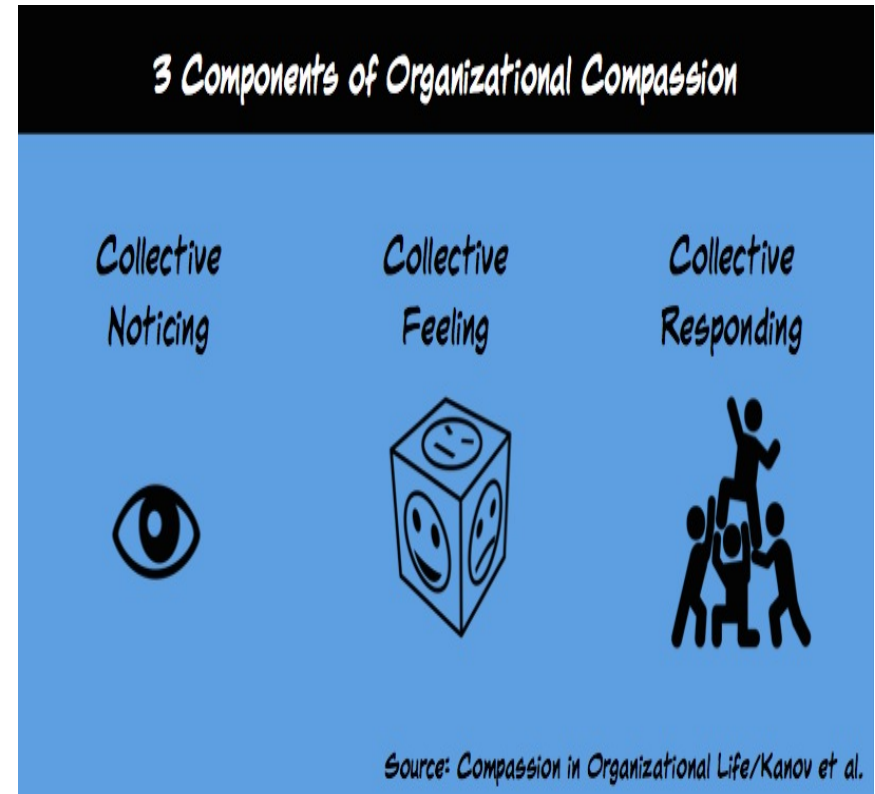 3 Components of Organizational Compassion
Collective
Noticing
Collective
Feeling
Collective
Responding
Source: Compassion in Organizational Life/Kanov et al.